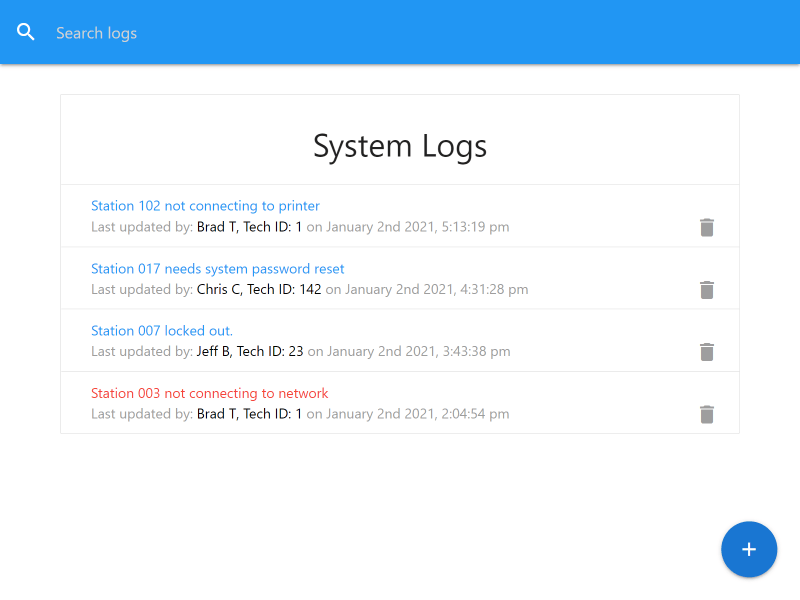 Search logs
System Logs
Station 102 not connecting to printer
Last updated by: Brad T, Tech ID: 1 on January 2nd 2021, 5:13:19 pm
Station 017 needs system password reset
Last updated by: Chris C, Tech ID: 142 on January 2nd 2021, 4:31:28 pm
Station 007 locked out.
Last updated by: Jeff B, Tech ID: 23 on January 2nd 2021, 3:43:38 pm
Station 003 not connecting to network
Last updated by: Brad T, Tech ID: 1 on January 2nd 2021, 2:04:54 pm